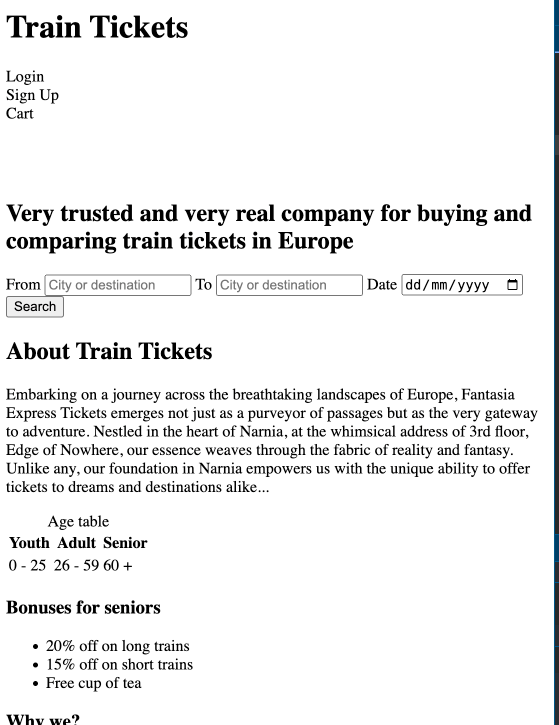 Train Tickets
Login
Sign Up
Cart
Very trusted and very real company for buying and
comparing train tickets in Europe
From City or destination To City or destination Date dd/mm/yyyy
Search
About Train Tickets
Embarking on a journey across the breathtaking landscapes of Europe, Fantasia
Express Tickets emerges not just as a purveyor of passages but as the very gateway
to adventure. Nestled in the heart of Narnia, at the whimsical address of 3rd floor,
Edge of Nowhere, our essence weaves through the fabric of reality and fantasy.
Unlike any, our foundation in Narnia empowers us with the unique ability to offer
tickets to dreams and destinations alike...
Age table
Youth Adult Senior
0 - 25 26 - 59 60 +
Bonuses for seniors
• 20% off on long trains
• 15% off on short trains
• Free cup of tea
Why we?